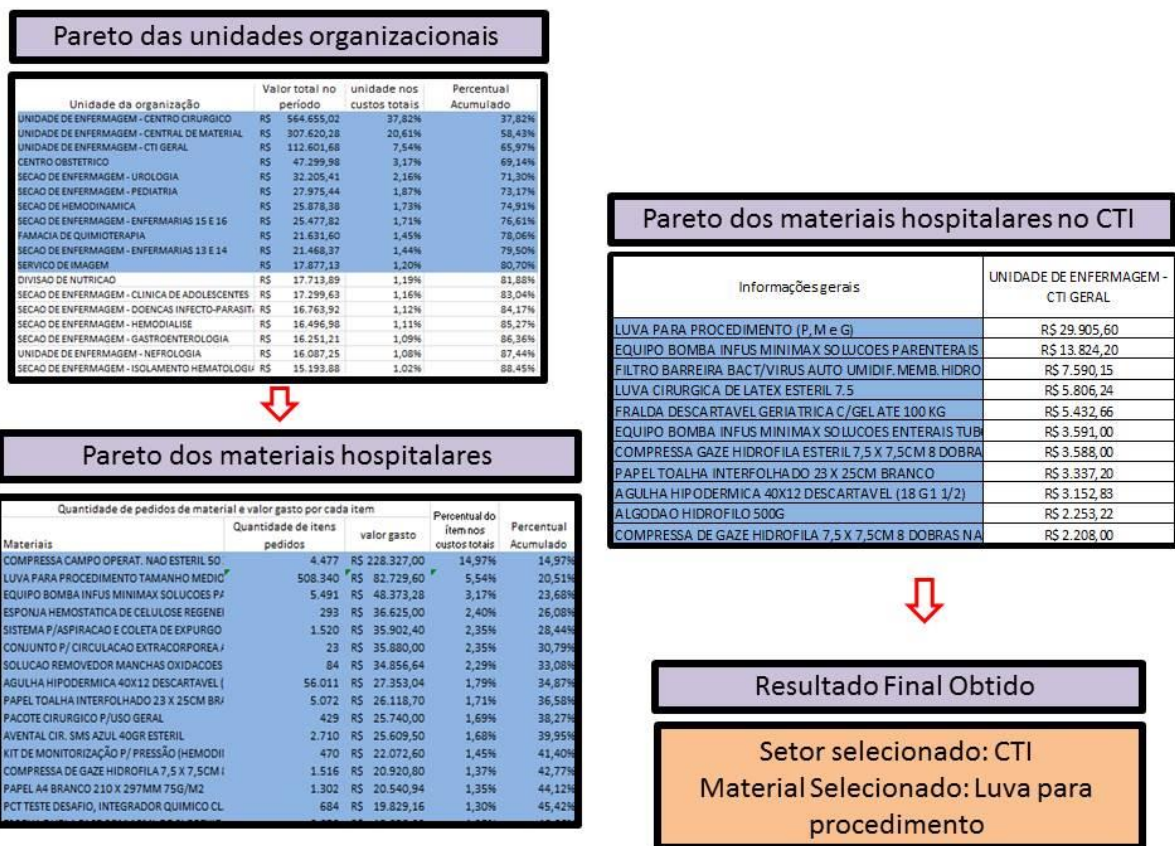 Pareto das unidades organizacionais
Unidade da organização Valor total no período unidade nos custos totais Percentual Acumulado
UNIDADE DE ENFERMAGEM - CENTRO CIRURGICO R$ 564.655,02 37,82% 37,82%
UNIDADE DE ENFERMAGEM - CENTRAL DE MATERIAL R$ 307.620,28 20,61% 58,43%
UNIDADE DE ENFERMAGEM - CTI GERAL R$ 112.601,68 7,54% 65,97%
CENTRO OBSTETRICO R$ 47.299,98 3,17% 69,14%
SECAO DE ENFERMAGEM - UROLOGIA R$ 32.205,41 2,16% 71,30%
SECAO DE ENFERMAGEM - PEDIATRIA R$ 27.975,44 1,87% 73,17%
SECAO DE HEMODINAMICA R$ 25.878,38 1,73% 74,91%
SECAO DE ENFERMAGEM - ENFERMARIAS 15 E 16 R$ 25.477,82 1,71% 76,61%
FAMACIA DE QUIMIOTERAPIA R$ 21.631,60 1,45% 78,06%
SECAO DE ENFERMAGEM - ENFERMARIAS 13 E 14 R$ 21.468,37 1,44% 79,50%
SERVICO DE IMAGEM R$ 17.877,13 1,20% 80,70%
DIVISAO DE NUTRICAO R$ 17.713,89 1,19% 81,88%
SECAO DE ENFERMAGEM - CLINICA DE ADOLESCENTES R$ 17.299,63 1,16% 83,04%
SECAO DE ENFERMAGEM - DOENCAS INFECTO-PARASIT R$ 16.763,92 1,12% 84,17%
SECAO DE ENFERMAGEM - HEMODIALISE R$ 16.496,98 1,11% 85,27%
SECAO DE ENFERMAGEM - GASTROENTEROLOGIA R$ 16.251,21 1,09% 86,36%
UNIDADE DE ENFERMAGEM - NEFROLOGIA R$ 16.087,25 1,08% 87,44%
SECAO DE ENFERMAGEM - ISOLAMENTO HEMATOLOGI R$ 15.193,88 1,02% 88,45%
Pareto dos materiais hospitalares
Quantidade de pedidos de material e valor gasto por cada item
Materiais Quantidade de itens pedidos valor gasto Percentual do ítem nos custos totais Percentual Acumulado
COMPRESSA CAMPO OPERAT. NAO ESTERIL 50 4.477 R$ 228.327,00 14,97% 14,97%
LUVA PARA PROCEDIMENTO TAMANHO MEDIO 508.340 R$ 82.729,60 5,54% 20,51%
EQUIPO BOMBA INFUS MINIMAX SOLUCOES PA 5.491 R$ 48.373,28 3,17% 23,68%
ESPONJA HEMOSTATICA DE CELULOSE REGENE 293 R$ 36.625,00 2,40% 26,08%
SISTEMA P/ASPIRACAO E COLETA DE EXPURGO 1.520 R$ 35.902,40 2,35% 28,44%
CONJUNTO P/ CIRCULACAO EXTRACORPOREA 23 R$ 35.880,00 2,35% 30,79%
SOLUCAO REMOVEDOR MANCHAS OXIDACOES 84 R$ 34.856,64 2,29% 33,08%
AGULHA HIPODERMICA 40X12 DESCARTAVEL ( 56.011 R$ 27.353,04 1,79% 34,87%
PAPEL TOALHA INTERFOLHADO 23 X 25CM BR 5.072 R$ 26.118,70 1,71% 36,58%
PACOTE CIRURGICO P/USO GERAL 429 R$ 25.740,00 1,69% 38,27%
AVENTAL CIR. SMS AZUL 40GR ESTERIL 2.710 R$ 25.609,50 1,68% 39,95%
KIT DE MONITORIZAÇÃO P/ PRESSÃO (HEMODI 470 R$ 22.072,60 1,45% 41,40%
COMPRESSA DE GAZE HIDROFILA 7,5 X 7,5CM 1.516 R$ 20.920,80 1,37% 42,77%
PAPEL A4 BRANCO 210 X 297MM 75G/M2 1.302 R$ 20.540,94 1,35% 44,12%
PCT TESTE DESAFIO, INTEGRADOR QUIMICO CL. 684 R$ 19.829,16 1,30% 45,42%
Pareto dos materiais hospitalares no CTI
Informações gerais UNIDADE DE ENFERMAGEM - CTI GERAL
LUVA PARA PROCEDIMENTO (P, M e G) R$ 29.905,60
EQUIPO BOMBA INFUS MINIMAX SOLUCOES PARENTERAIS R$ 13.824,20
FILTRO BARREIRA BACT/VIRUS AUTO UMIDIF. MEMB. HIDRO R$ 7.590,15
LUVA CIRURGICA DE LATEX ESTERIL 7.5 R$ 5.806,24
FRALDA DESCARTAVEL GERIATRICA C/GEL ATE 100 KG R$ 5.432,66
EQUIPO BOMBA INFUS MINIMAX SOLUCOES ENTERAIS TUB R$ 3.591,00
COMPRESSA GAZE HIDROFILA ESTERIL 7,5 X 7,5CM 8 DOBRA R$ 3.588,00
PAPEL TOALHA INTERFOLHADO 23 X 25CM BRANCO R$ 3.337,20
AGULHA HIPODERMICA 40X12 DESCARTAVEL (18 G1 1/2) R$ 3.152,83
ALGODAO HIDROFILO 500G R$ 2.253,22
COMPRESSA DE GAZE HIDROFILA 7,5 X 7,5CM 8 DOBRAS NA R$ 2.208,00
Resultado Final Obtido
Setor selecionado: CTI
Material Selecionado: Luva para
procedimento